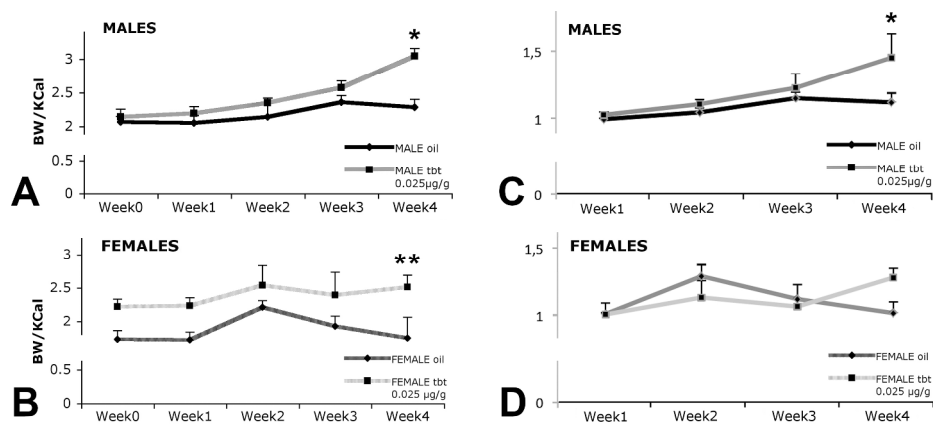 MALES
*
3
2.5
2
BW/KCal
0.5
0
MALE oil
MALE tbt
0.025µg/g
A
Week0 Week1 Week2 Week3 Week4
MALES
*
1,5
1
0
MALE oil
MALE tbt
0.025µg/g
C
Week1 Week2 Week3 Week4
FEMALES
**
3
2.5
2
BW/KCal
0.5
0
FEMALE oil
FEMALE tbt
0.025 µg/g
B
Week0 Week1 Week2 Week3 Week4
FEMALES
1,5
1
0
FEMALE oil
FEMALE tbt
0.025 µg/g
D
Week1 Week2 Week3 Week4